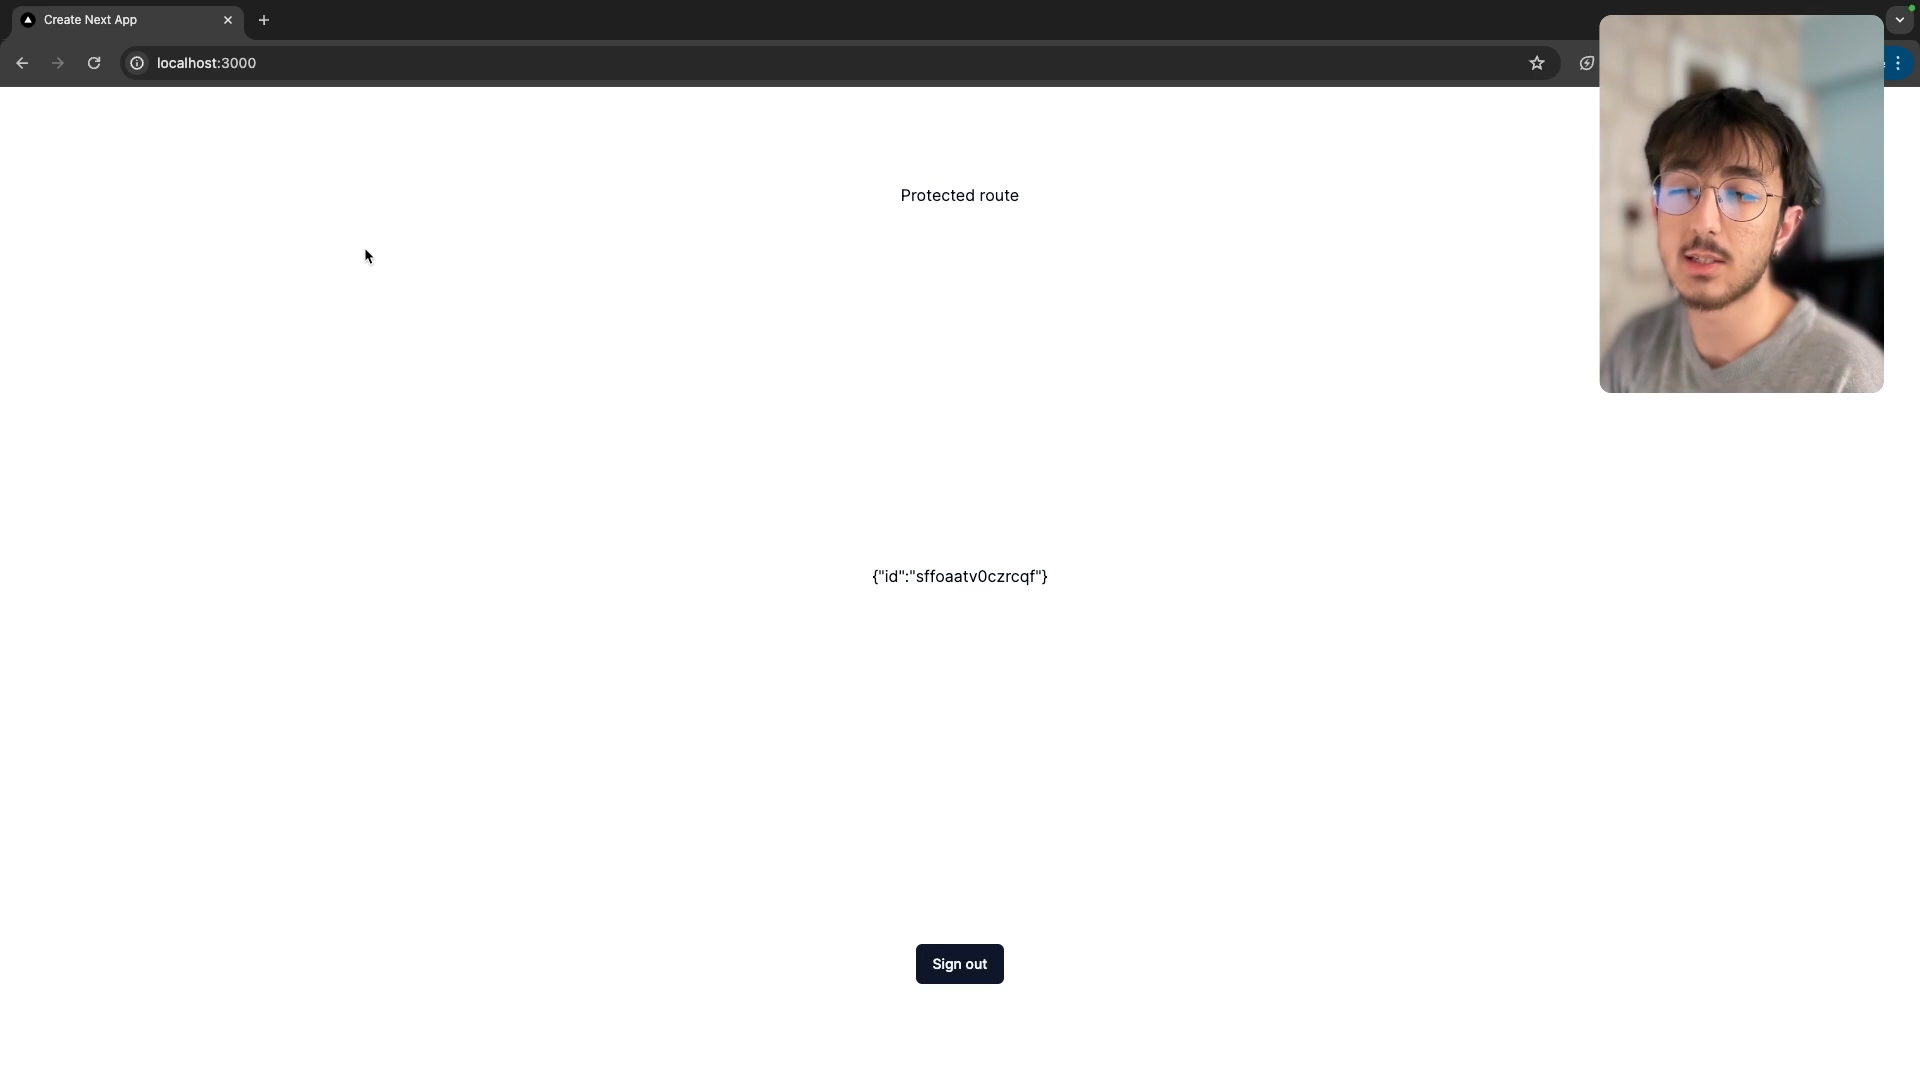 Create Next App
localhost:3000
Protected route
{"id":"sffoaatv0czrcqf"}
Sign out